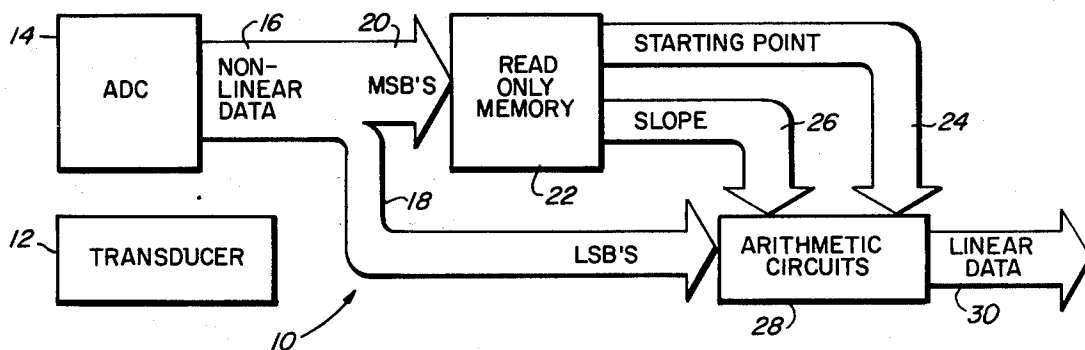 14
ADC
16
NON-
LINEAR
DATA
20
MSB'S
READ
ONLY
MEMORY
22
STARTING POINT
SLOPE
26
24
18
12
TRANSDUCER
LSB'S
ARITHMETIC
CIRCUITS
28
LINEAR
DATA
30
10